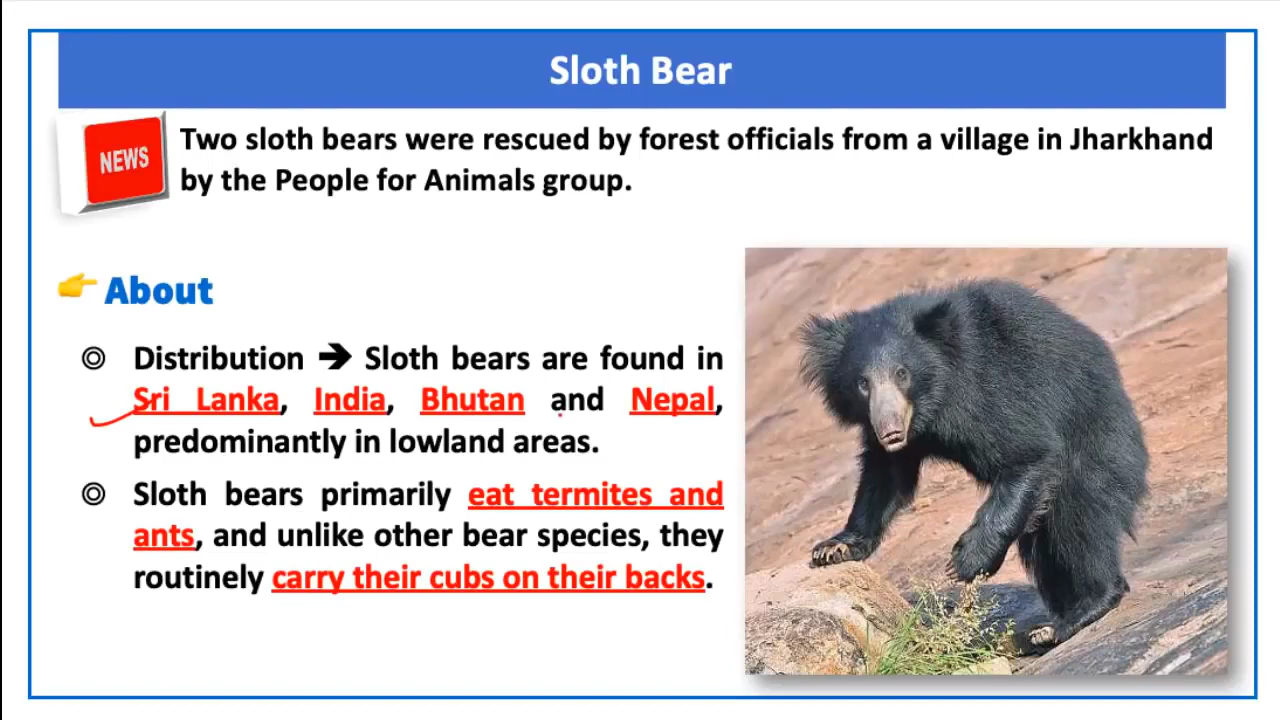 Sloth Bear
NEWS
Two sloth bears were rescued by forest officials from a village in Jharkhand
by the People for Animals group.
About
Distribution ➔ Sloth bears are found in
Sri Lanka, India, Bhutan and Nepal,
predominantly in lowland areas.
Sloth bears primarily eat termites and
ants, and unlike other bear species, they
routinely carry their cubs on their backs.